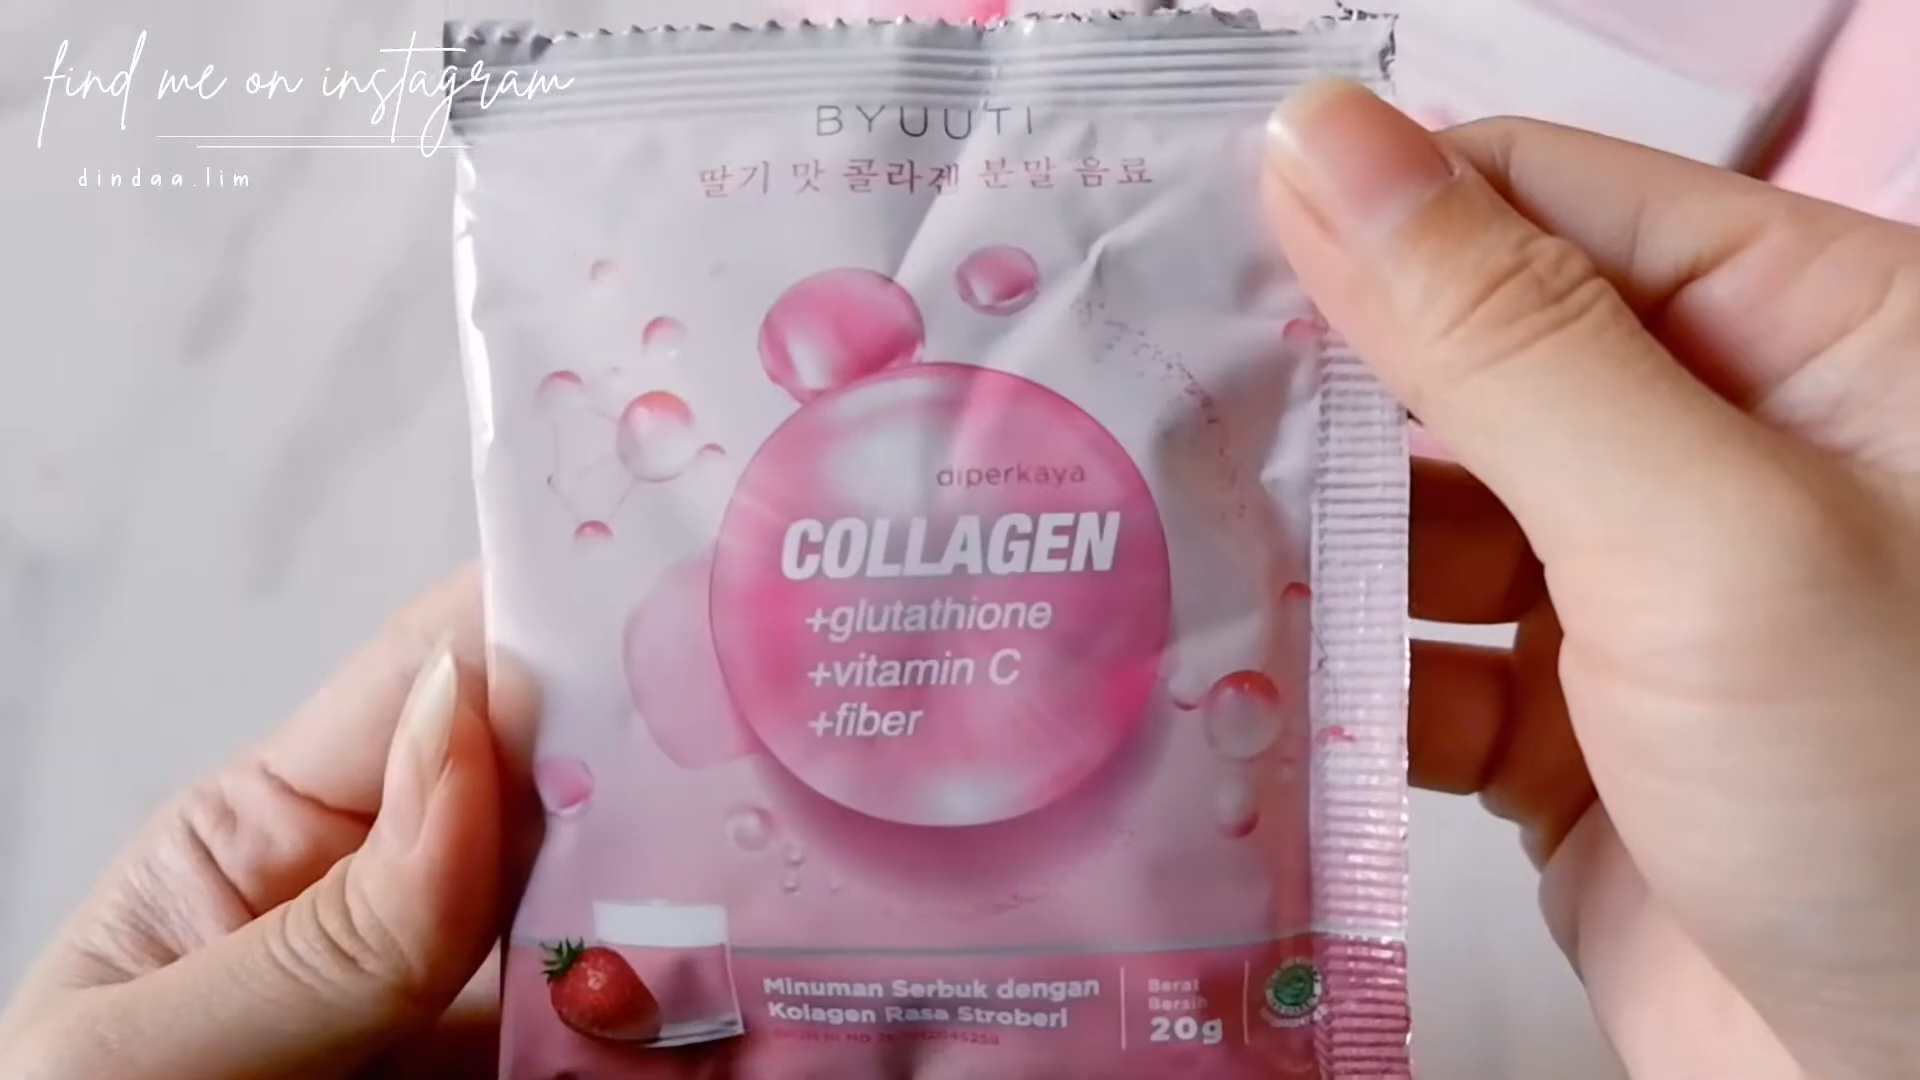 find me on instagram
dindaa.lim
BYUUTI
딸기 맛 콜라겐 분말 음료
diperkaya
COLLAGEN
+glutathione
+vitamin C
+fiber
Minuman Serbuk dengan
Kolagen Rasa Stroberi
Berat
Bersih
20g